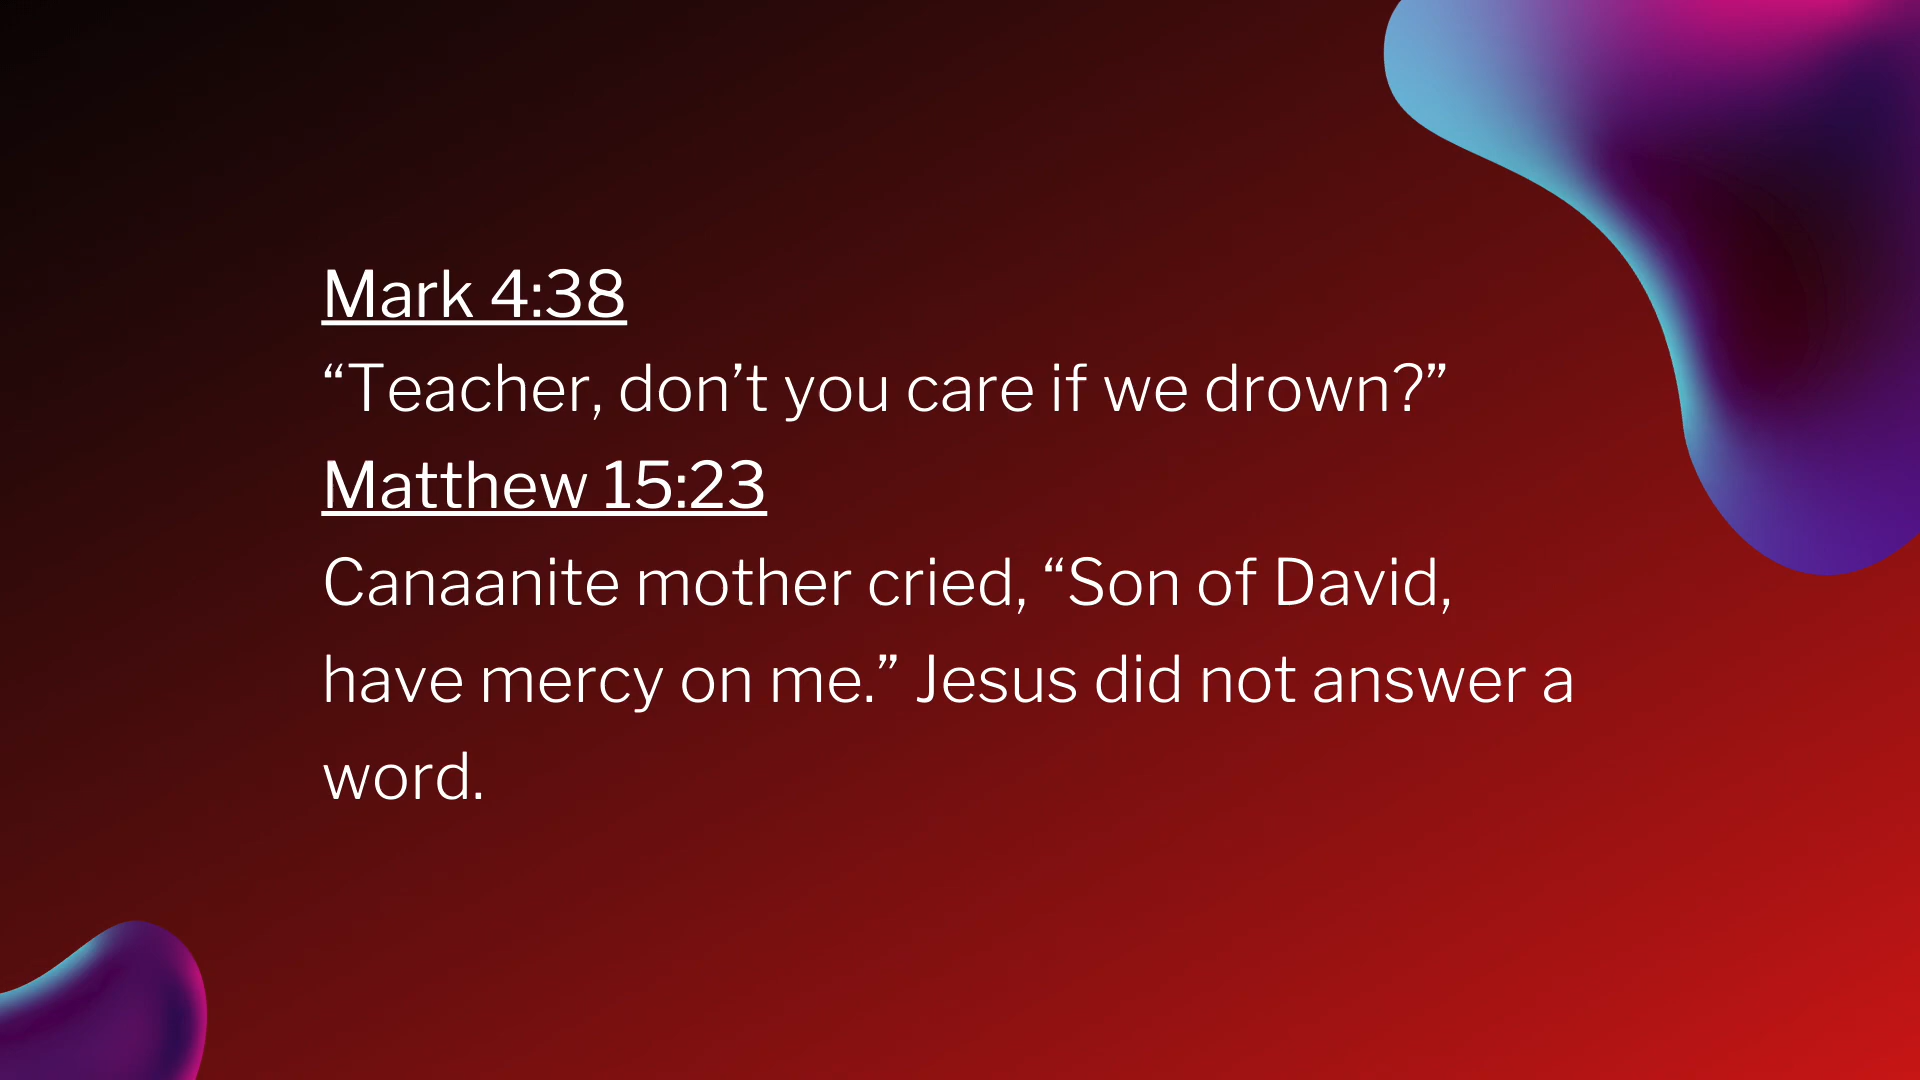 Mark 4:38
“Teacher, don’t you care if we drown?”
Matthew 15:23
Canaanite mother cried, “Son of David,
have mercy on me.” Jesus did not answer a
word.